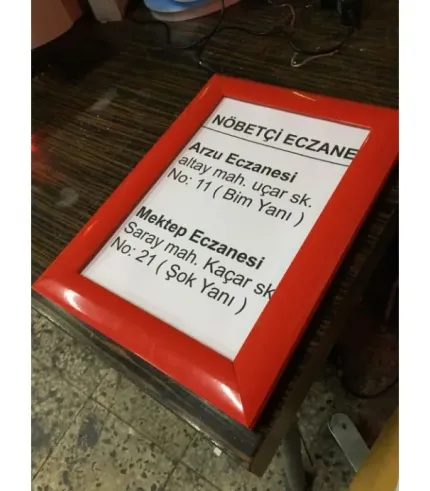 NÖBETÇİ ECZANE
Arzu Eczanesi
altay mah. uçar sk.
No: 11 ( Bim Yanı )
Mektep Eczanesi
Saray mah. Kaçar sk
No: 21 ( Şok Yanı )